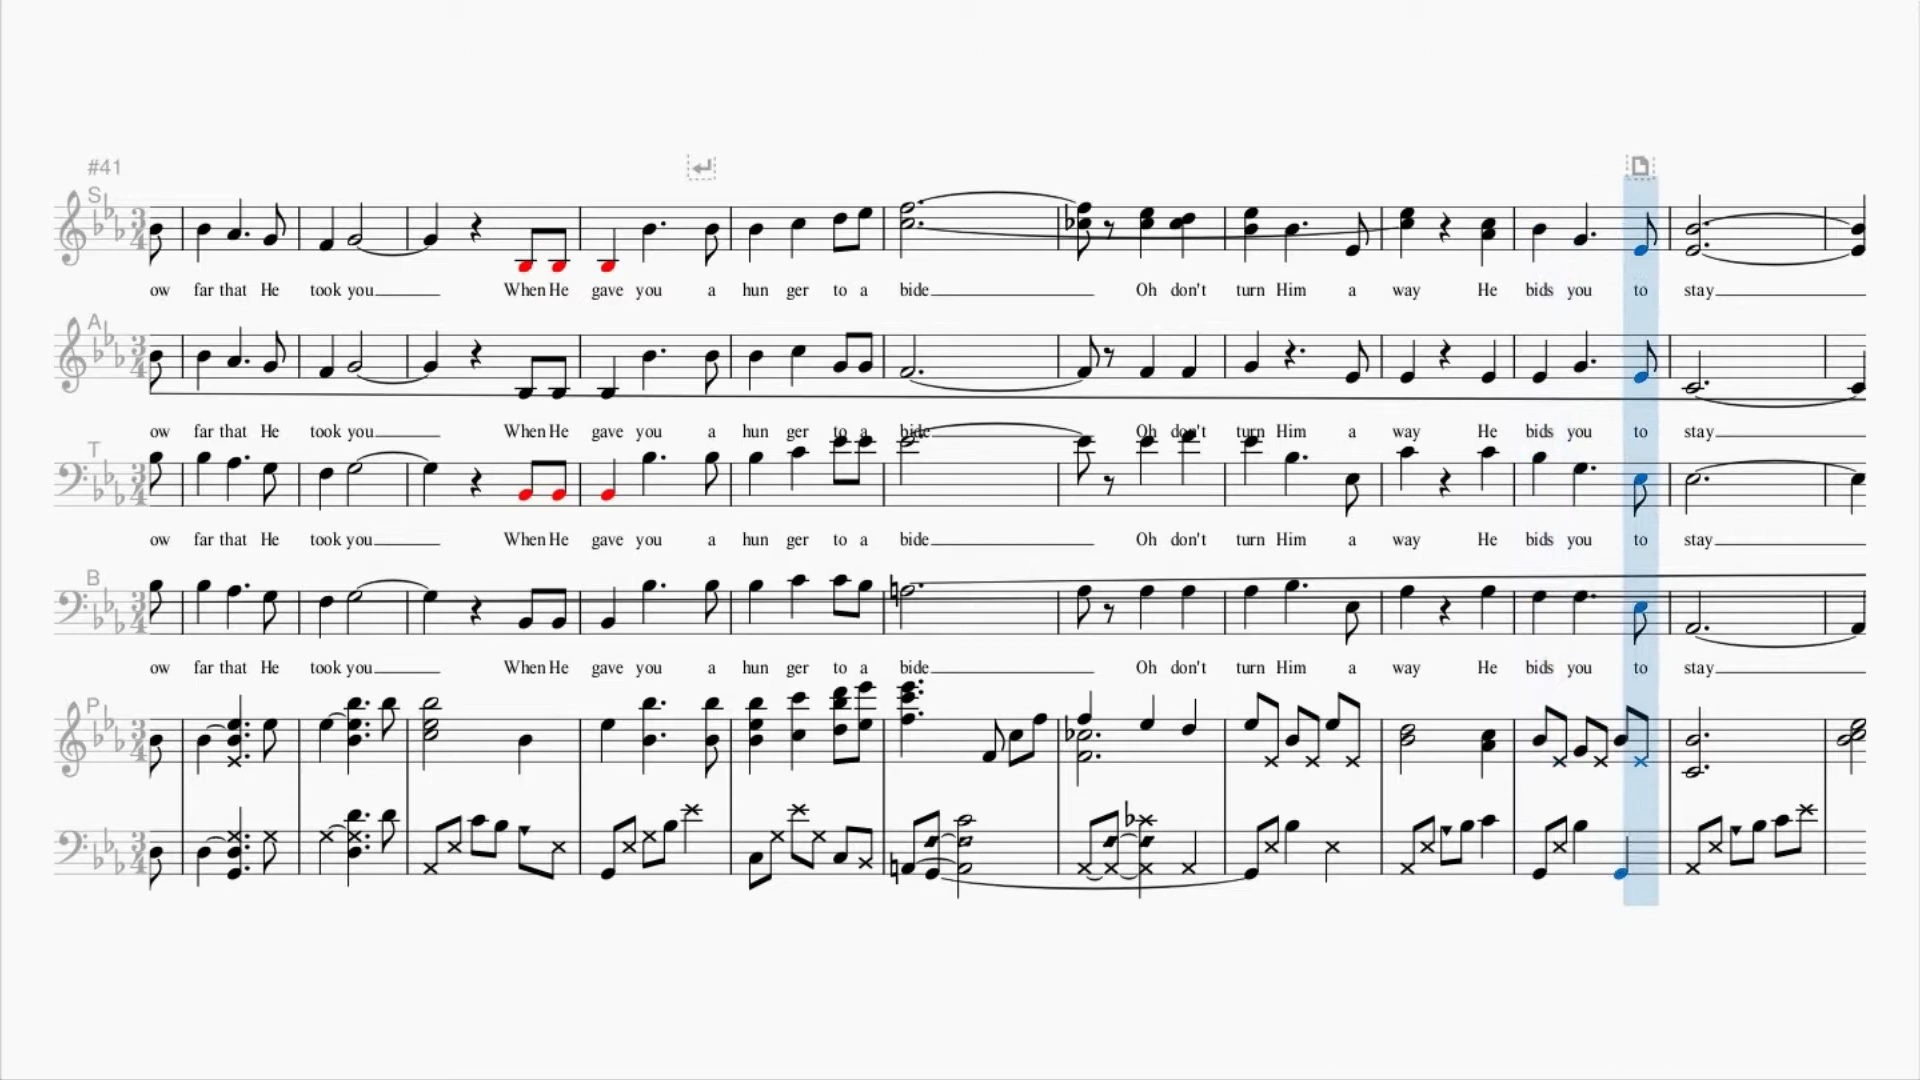 #41
S
ow far that He took you When He gave you a hun ger to a bide Oh don't turn Him a way He bids you to stay
A
ow far that He took you When He gave you a hun ger to a bide Oh don't turn Him a way He bids you to stay
T
ow far that He took you When He gave you a hun ger to a bide Oh don't turn Him a way He bids you to stay
B
ow far that He took you When He gave you a hun ger to a bide Oh don't turn Him a way He bids you to stay
P